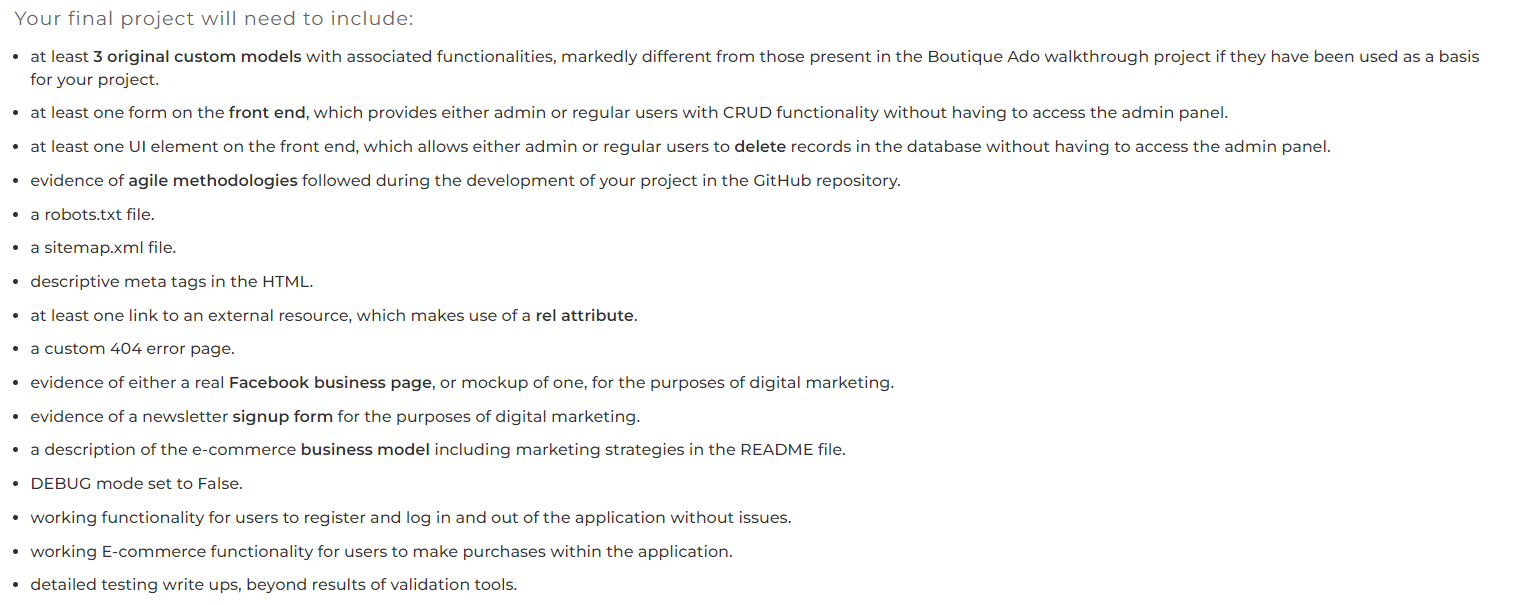 Your final project will need to include:
• at least 3 original custom models with associated functionalities, markedly different from those present in the Boutique Ado walkthrough project if they have been used as a basis
for your project.
• at least one form on the front end, which provides either admin or regular users with CRUD functionality without having to access the admin panel.
• at least one UI element on the front end, which allows either admin or regular users to delete records in the database without having to access the admin panel.
• evidence of agile methodologies followed during the development of your project in the GitHub repository.
• a robots.txt file.
• a sitemap.xml file.
• descriptive meta tags in the HTML.
• at least one link to an external resource, which makes use of a rel attribute.
• a custom 404 error page.
• evidence of either a real Facebook business page, or mockup of one, for the purposes of digital marketing.
• evidence of a newsletter signup form for the purposes of digital marketing.
• a description of the e-commerce business model including marketing strategies in the README file.
• DEBUG mode set to False.
• working functionality for users to register and log in and out of the application without issues.
• working E-commerce functionality for users to make purchases within the application.
• detailed testing write ups, beyond results of validation tools.